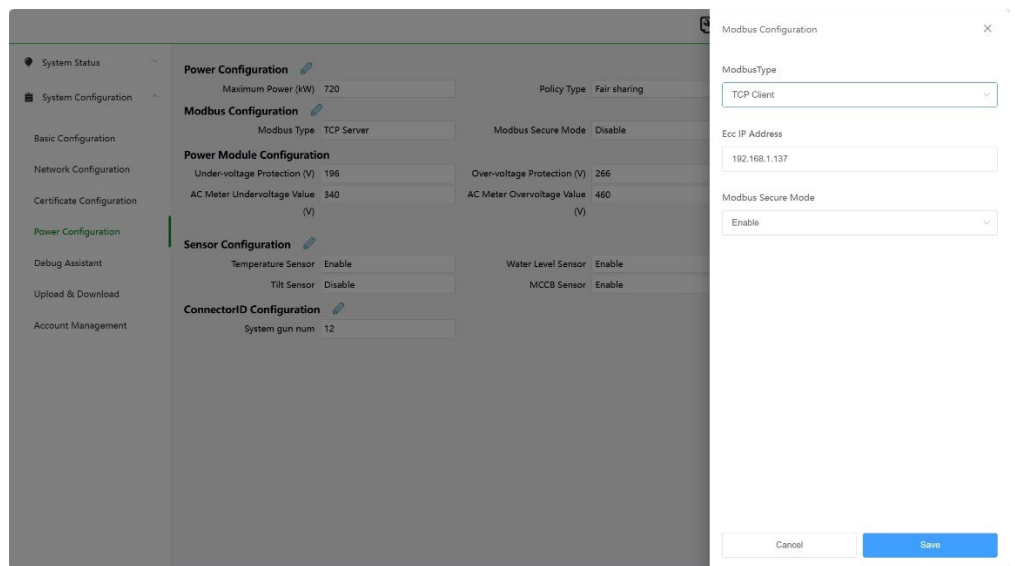 System Status
System Configuration
Basic Configuration
Network Configuration
Certificate Configuration
Power Configuration
Debug Assistant
Upload & Download
Account Management
Power Configuration
Maximum Power (kW) 720 Policy Type Fair sharing
Modbus Configuration
Modbus Type TCP Server Modbus Secure Mode Disable
Power Module Configuration
Under-voltage Protection (V) 196 Over-voltage Protection (V) 266
AC Meter Undervoltage Value 340 AC Meter Overvoltage Value 460
(V) (V)
Sensor Configuration
Temperature Sensor Enable Water Level Sensor Enable
Tilt Sensor Disable MCCB Sensor Enable
ConnectorID Configuration
System gun num 12
Modbus Configuration
ModbusType
TCP Client
Ecc IP Address
192.168.1.137
Modbus Secure Mode
Enable
Cancel Save